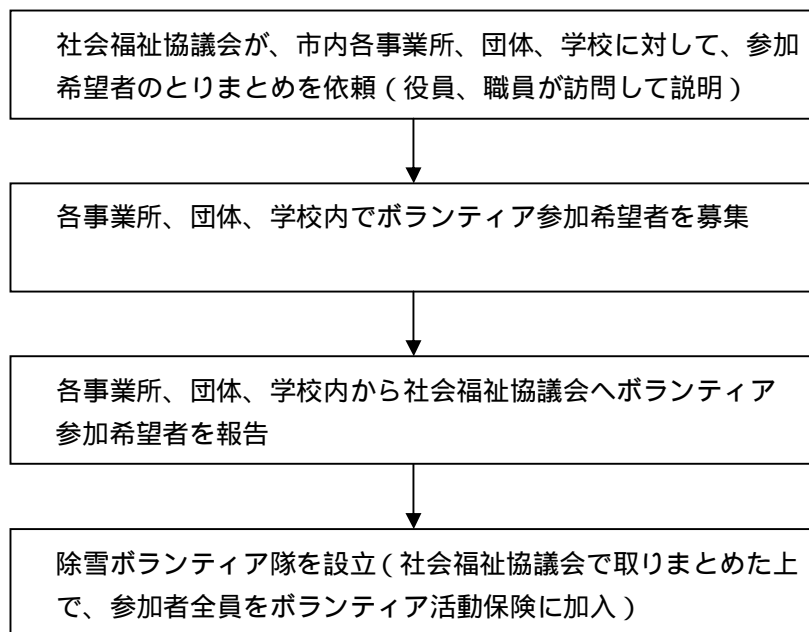 社会福祉協議会が、市内各事業所、団体、学校に対して、参加
希望者のとりまとめを依頼（役員、職員が訪問して説明）
各事業所、団体、学校内でボランティア参加希望者を募集
各事業所、団体、学校内から社会福祉協議会へボランティア
参加希望者を報告
除雪ボランティア隊を設立（社会福祉協議会で取りまとめた上
で、参加者全員をボランティア活動保険に加入）